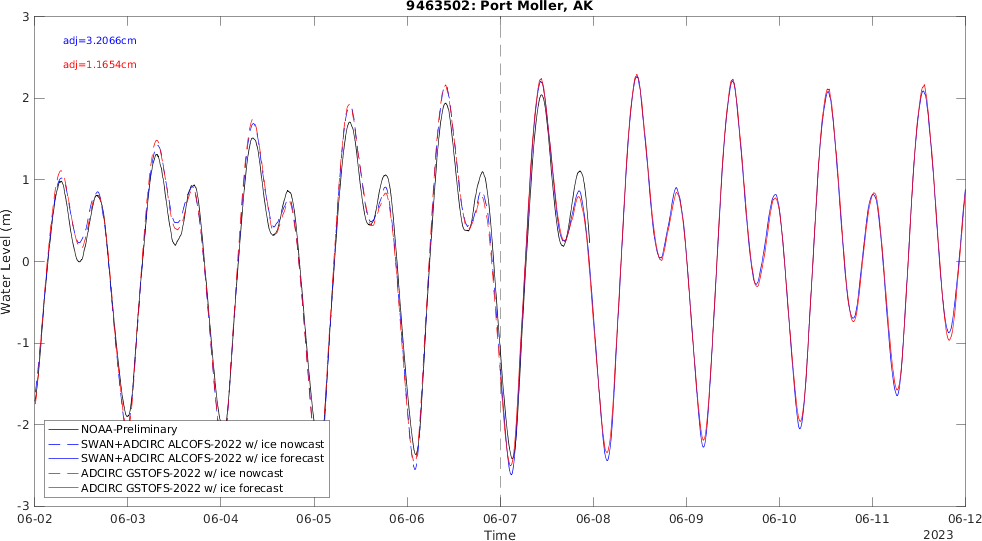 9463502: Port Moller, AK
adj=3.2066cm
adj=1.1654cm
Water Level (m)
3
2
1
0
-1
-2
-3
NOAA-Preliminary
SWAN+ADCIRC ALCOFS-2022 w/ ice nowcast
SWAN+ADCIRC ALCOFS-2022 w/ ice forecast
ADCIRC GSTOFS-2022 w/ ice nowcast
ADCIRC GSTOFS-2022 w/ ice forecast
06-02 06-03 06-04 06-05 06-06 06-07 06-08 06-09 06-10 06-11 06-12
Time
2023